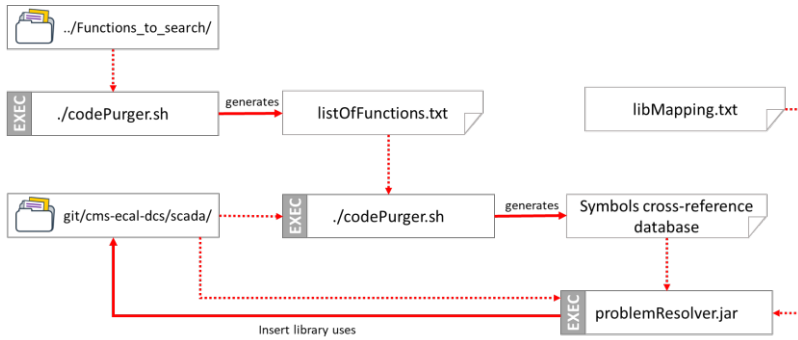 ../Functions_to_search/
EXEC
./codePurger.sh
generates
listOfFunctions.txt
libMapping.txt
git/cms-ecal-dcs/scada/
EXEC
./codePurger.sh
generates
Symbols cross-reference
database
EXEC
problemResolver.jar
Insert library uses